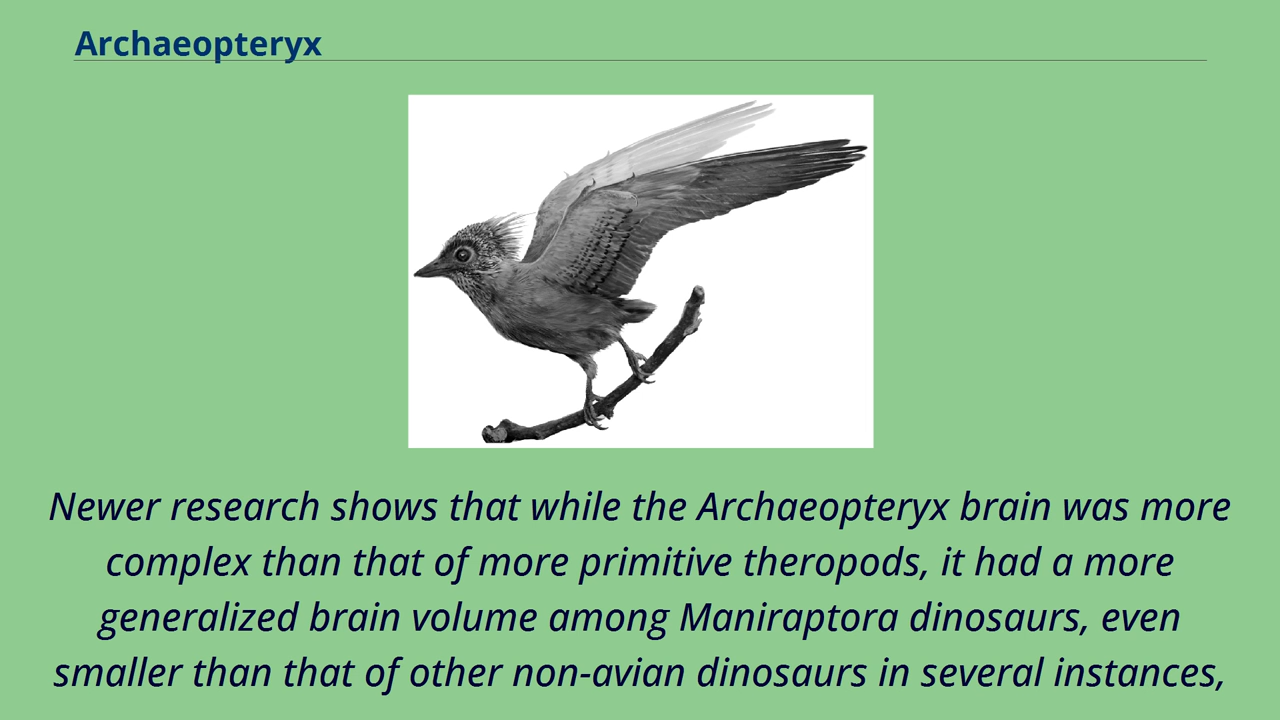 Archaeopteryx
Newer research shows that while the Archaeopteryx brain was more
complex than that of more primitive theropods, it had a more
generalized brain volume among Maniraptora dinosaurs, even
smaller than that of other non-avian dinosaurs in several instances,